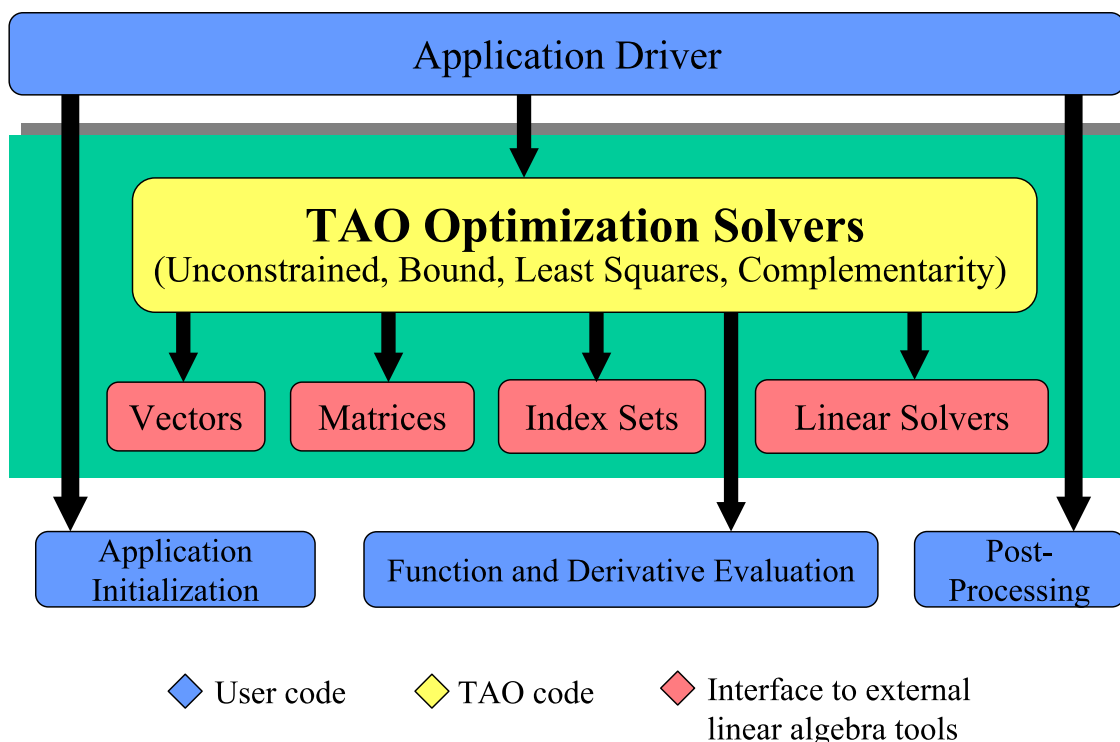 Application Driver
TAO Optimization Solvers
(Unconstrained, Bound, Least Squares, Complementarity)
Vectors
Matrices
Index Sets
Linear Solvers
Application
Initialization
Function and Derivative Evaluation
Post-
Processing
User code
TAO code
Interface to external
linear algebra tools